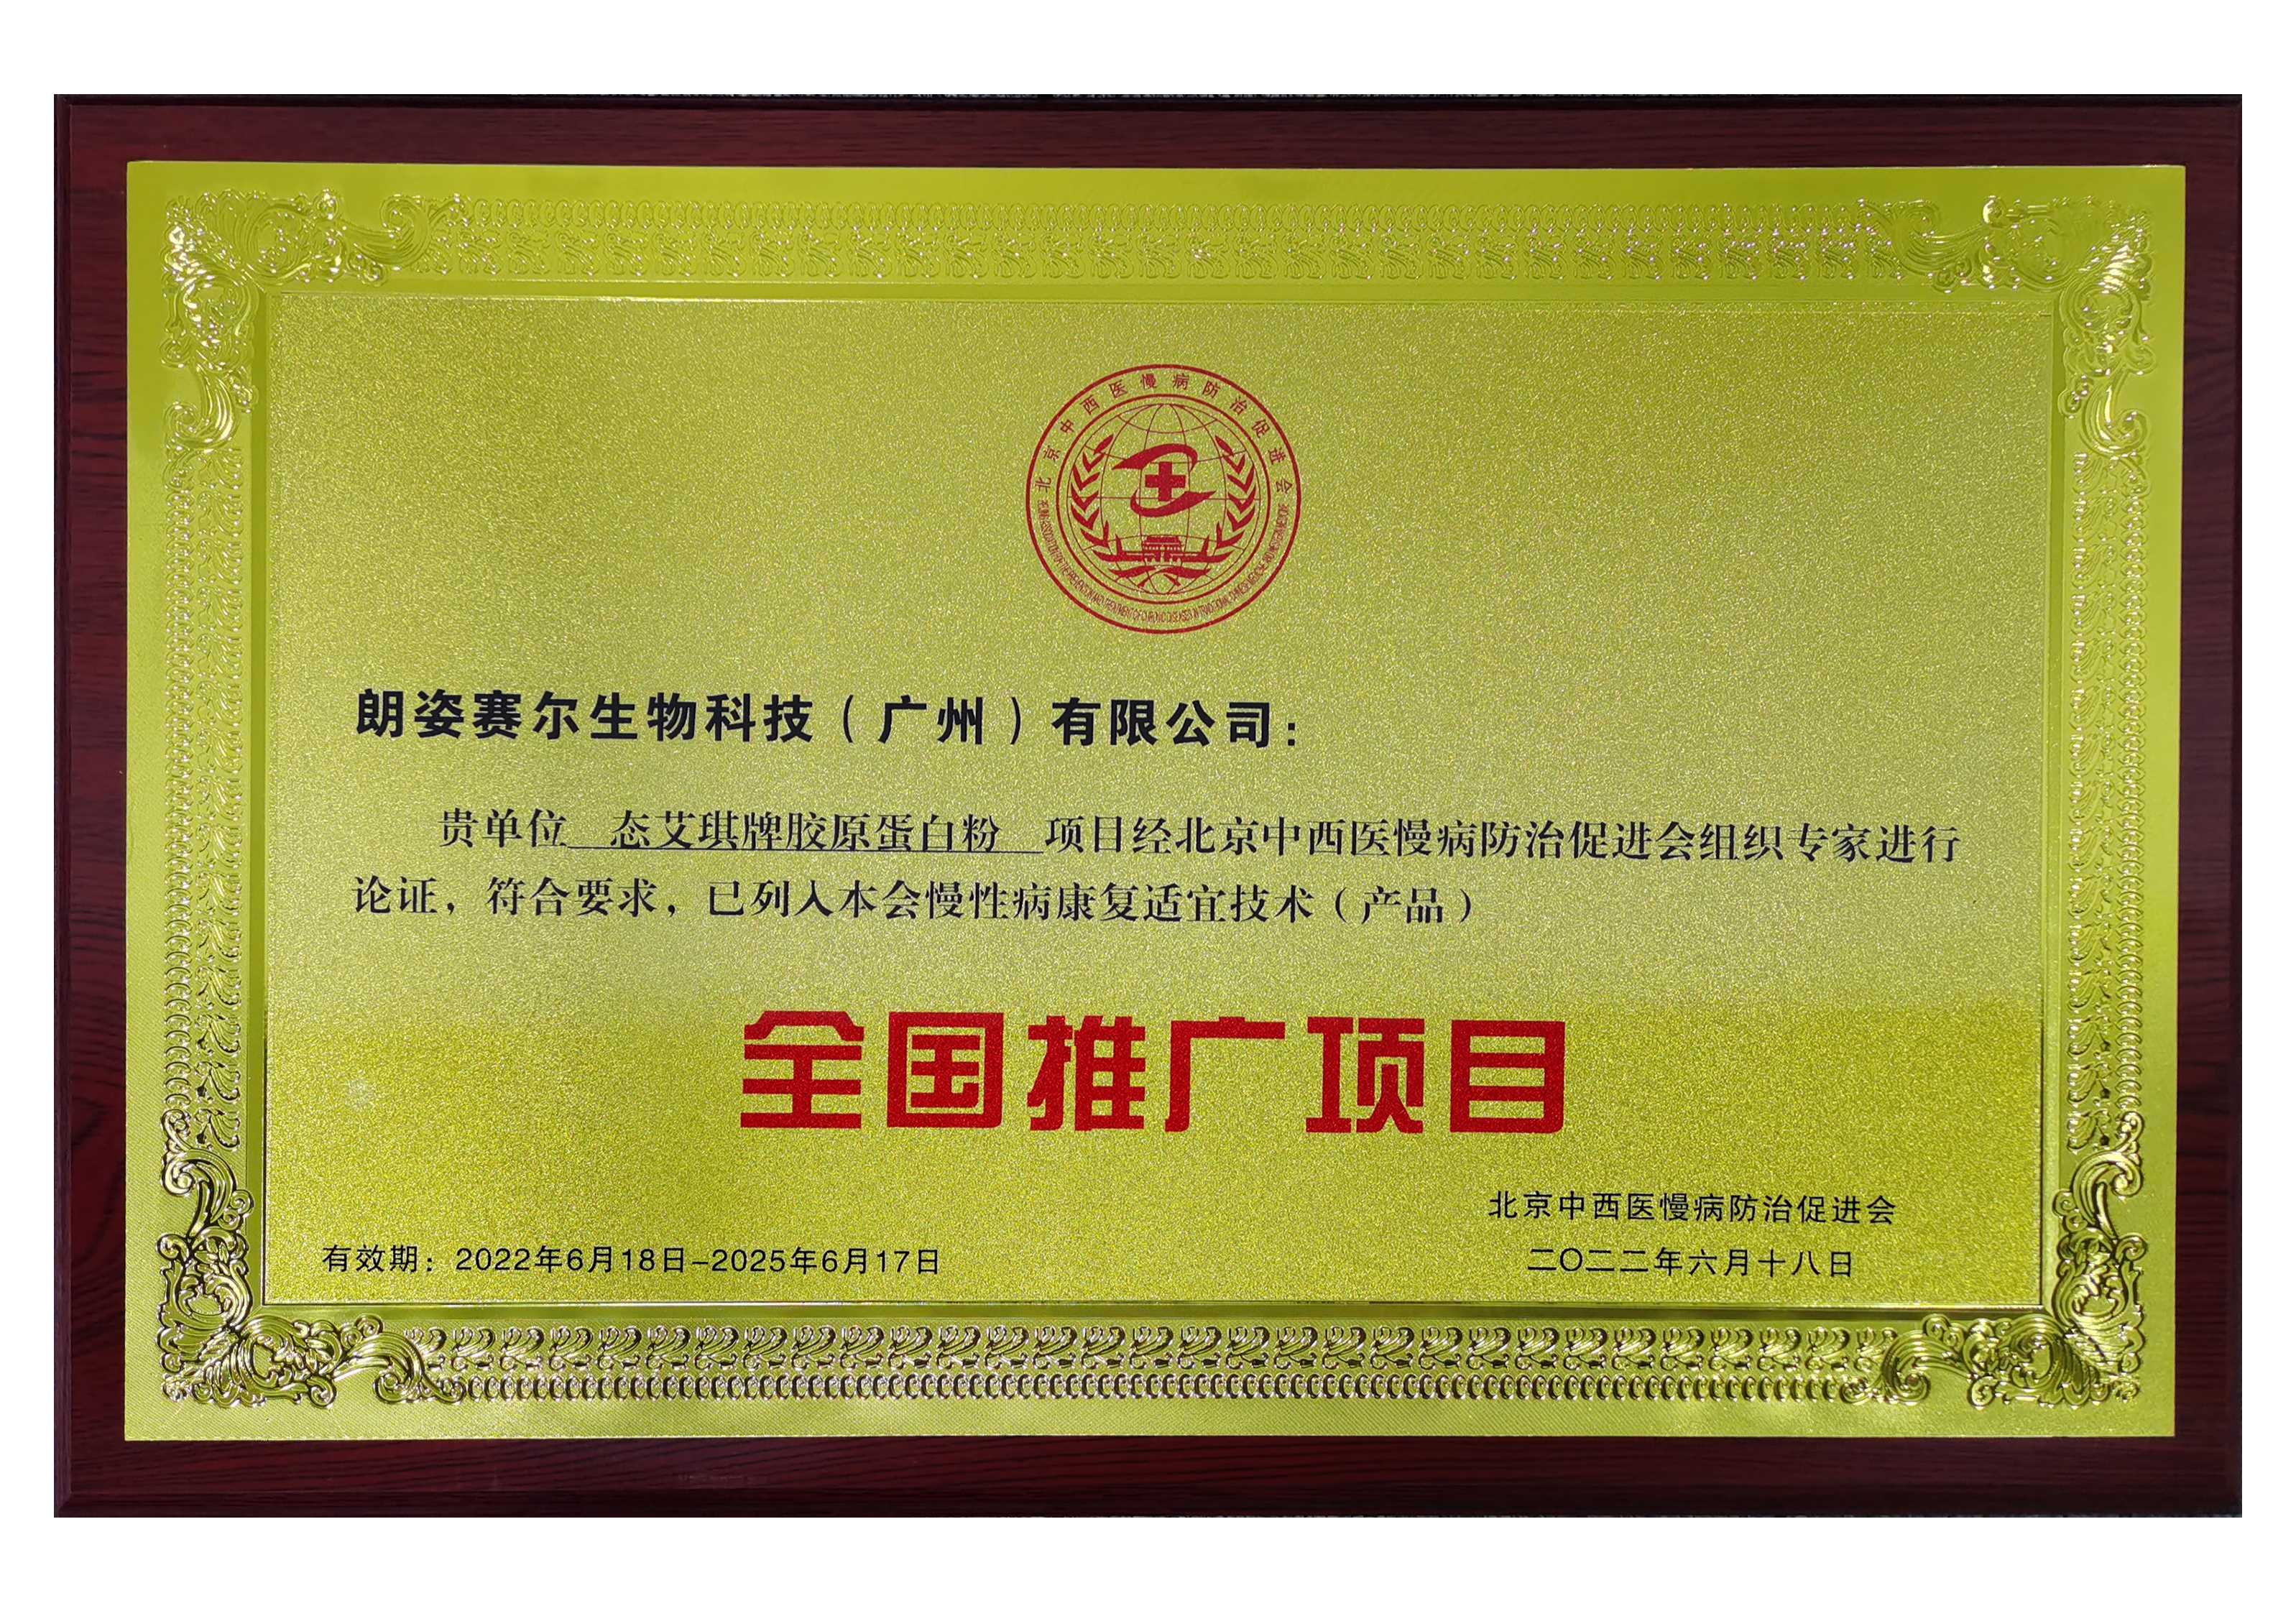 北京中西医慢病防治促进会
朗姿赛尔生物科技（广州）有限公司：
贵单位 态艾琪牌胶原蛋白粉 项目经北京中西医慢病防治促进会组织专家进行
论证，符合要求，已列入本会慢性病康复适宜技术（产品）
全国推广项目
北京中西医慢病防治促进会
有效期：2022年6月18日-2025年6月17日
二〇二二年六月十八日